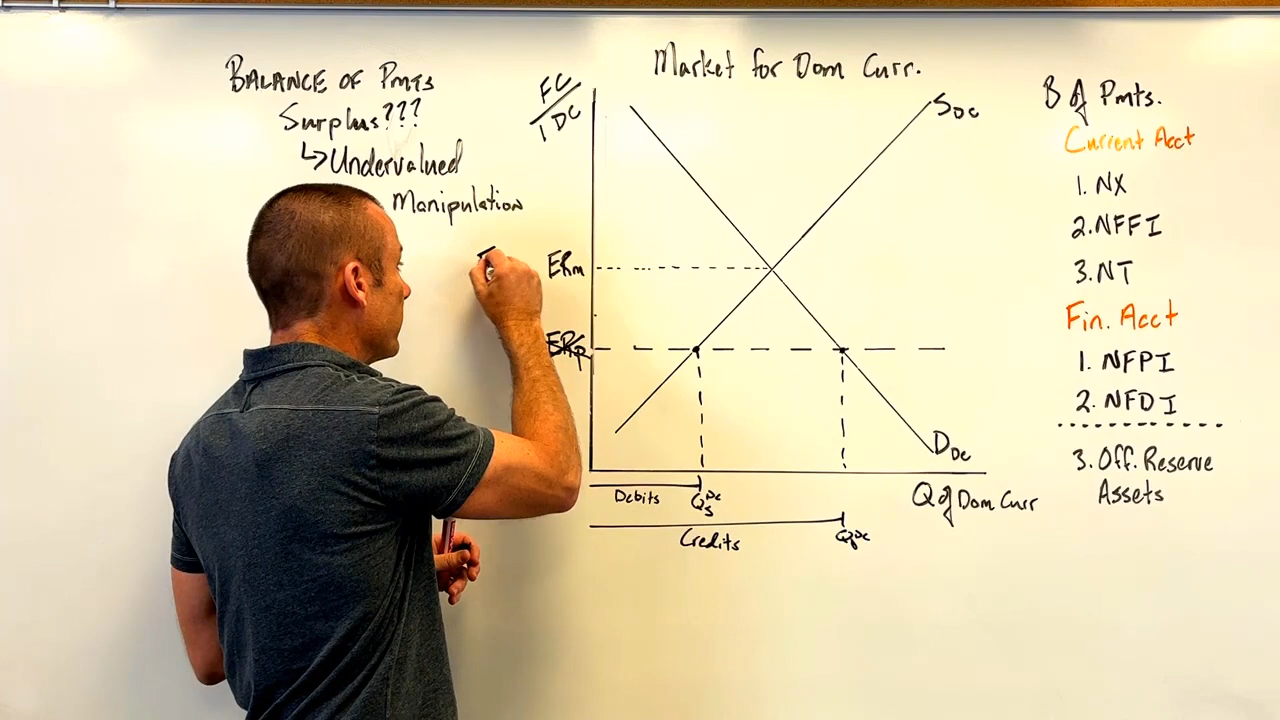 BALANCE OF PMTS
Surplus???
↳Undervalued
Manipulation
Market for Dom Curr.
FC
1 DC
SDC
ERm
ERp
DDC
Debits
QsDC
Q of Dom Curr
Credits
B of Pmts.
Current Acct
1. NX
2. NFFI
3. NT
Fin. Acct
1. NFPI
2. NFDI
3. Off. Reserve
Assets